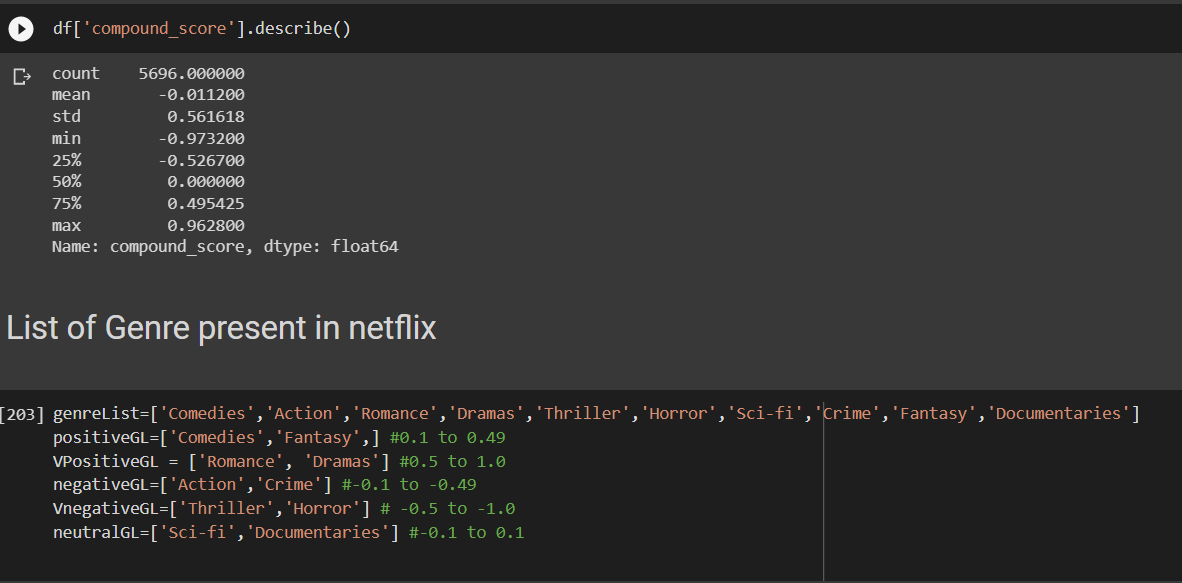 df['compound_score'].describe()
count    5696.000000
mean       -0.011200
std         0.561618
min        -0.973200
25%        -0.526700
50%         0.000000
75%         0.495425
max         0.962800
Name: compound_score, dtype: float64
List of Genre present in netflix
[203] genreList=['Comedies','Action','Romance','Dramas','Thriller','Horror','Sci-fi','Crime','Fantasy','Documentaries']
positiveGL=['Comedies','Fantasy',] #0.1 to 0.49
VPositiveGL = ['Romance', 'Dramas'] #0.5 to 1.0
negativeGL=['Action','Crime'] #-0.1 to -0.49
VnegativeGL=['Thriller','Horror'] # -0.5 to -1.0
neutralGL=['Sci-fi','Documentaries'] #-0.1 to 0.1